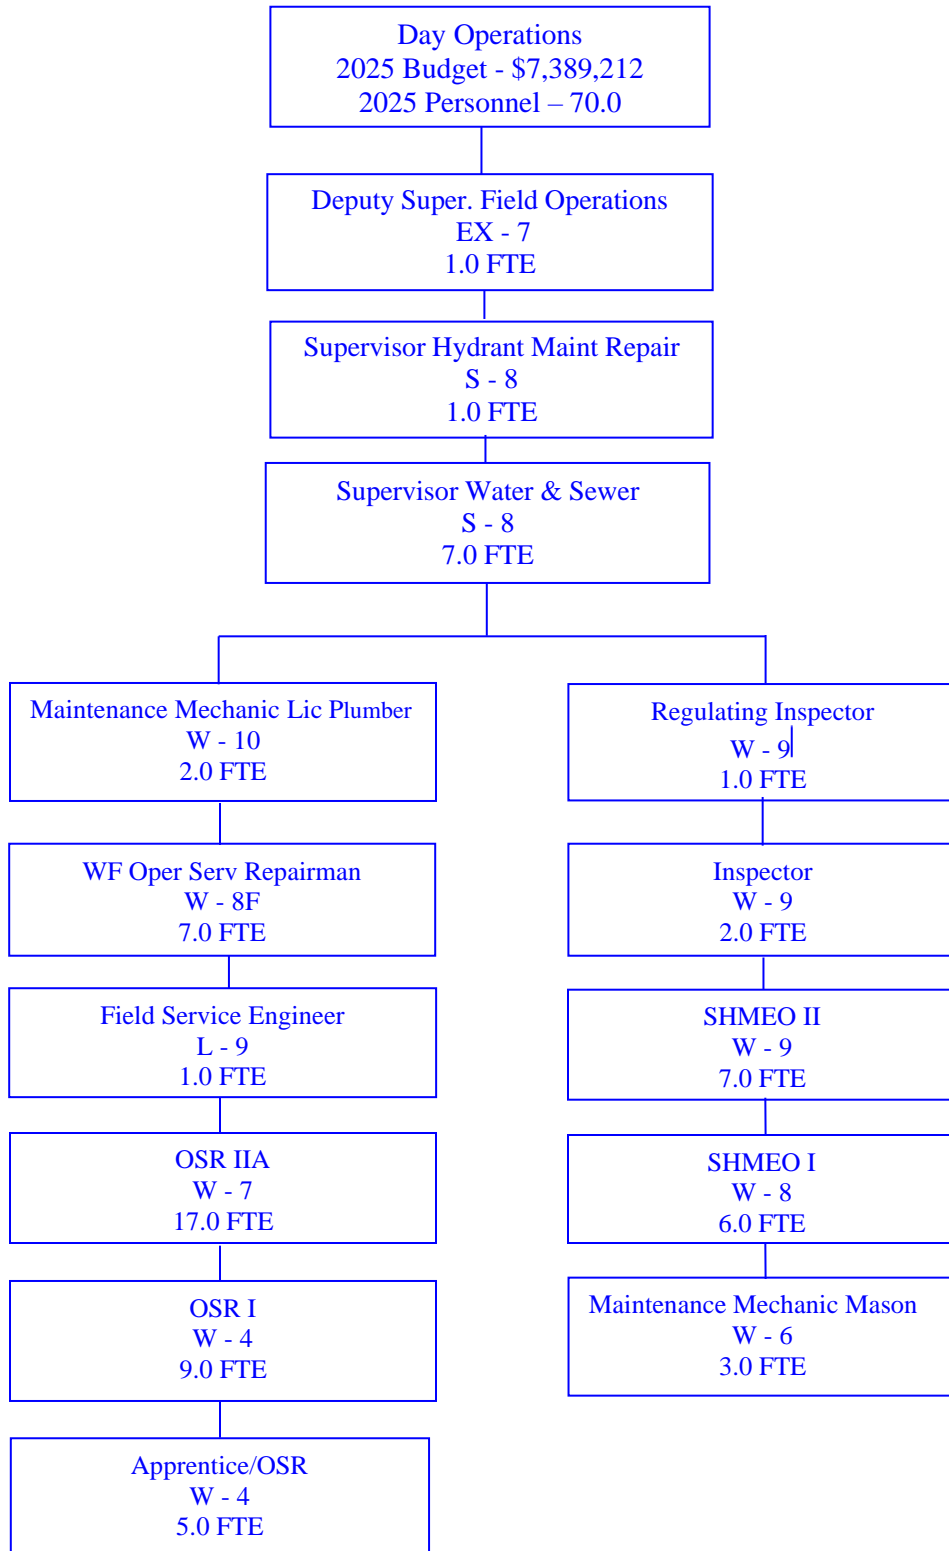 Day Operations
2025 Budget - $7,389,212
2025 Personnel – 70.0
Deputy Super. Field Operations
EX - 7
1.0 FTE
Supervisor Hydrant Maint Repair
S - 8
1.0 FTE
Supervisor Water & Sewer
S - 8
7.0 FTE
Maintenance Mechanic Lic Plumber
W - 10
2.0 FTE
WF Oper Serv Repairman
W - 8F
7.0 FTE
Field Service Engineer
L - 9
1.0 FTE
OSR IIA
W - 7
17.0 FTE
OSR I
W - 4
9.0 FTE
Apprentice/OSR
W - 4
5.0 FTE
Regulating Inspector
W - 9
1.0 FTE
Inspector
W - 9
2.0 FTE
SHMEO II
W - 9
7.0 FTE
SHMEO I
W - 8
6.0 FTE
Maintenance Mechanic Mason
W - 6
3.0 FTE